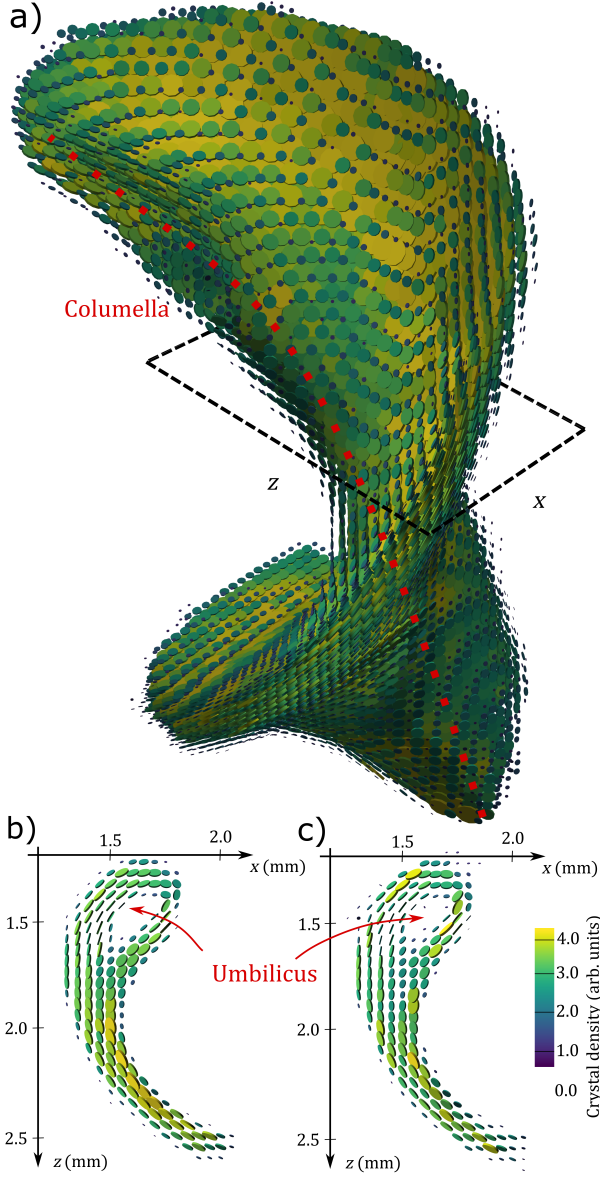 a)
Columella
z
x
b)
1.5
2.0
x (mm)
1.5
2.0
2.5
z (mm)
c)
1.5
2.0
x (mm)
1.5
2.0
2.5
z (mm)
Umbilicus
4.0
3.0
2.0
1.0
0.0
Crystal density (arb. units)